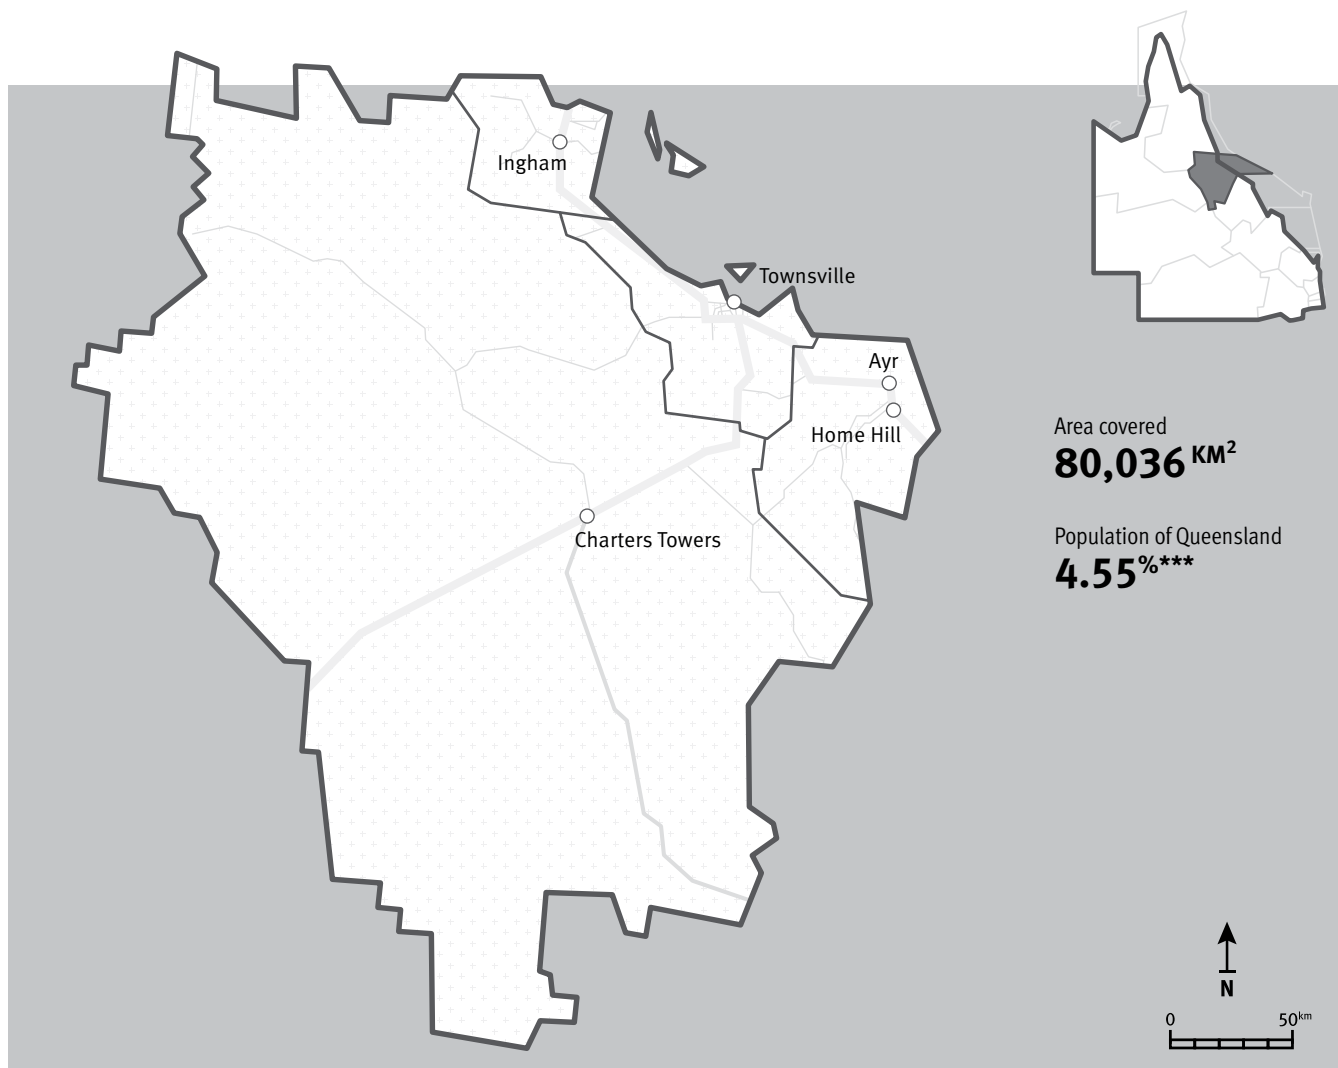 Ingham
Townsville
Ayr
Home Hill
Charters Towers
Area covered
80,036 KM²
Population of Queensland
4.55%***
N
0 50km